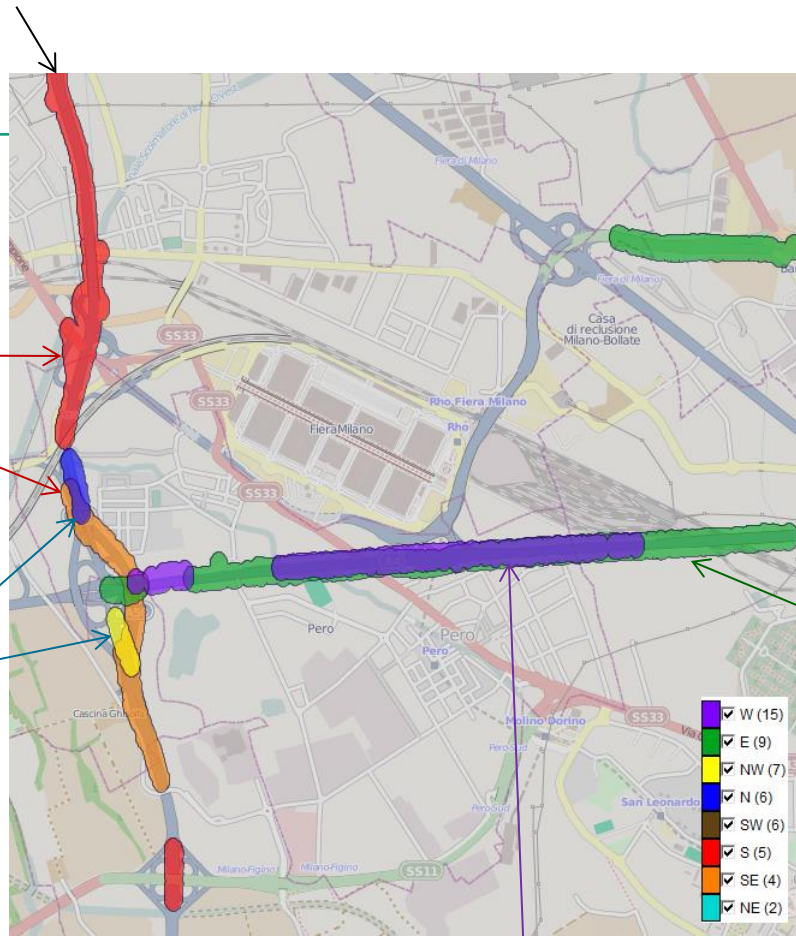 Fiera di Milano
Fiera di Milano
Casa
di reclusione
Milano-Bollate
SS33
SS33
Rho Fiera Milano
FieraMilano
Rho
SS33
Pero
Pero
Pero
Cascina Ghisolfa
Molino Dorino
SS33
Pero Sud
San Leonardo
Pero Sud
Milano-Figino
Milano-Figino
SS11
W (15)
E (9)
NW (7)
N (6)
SW (6)
S (5)
SE (4)
NE (2)